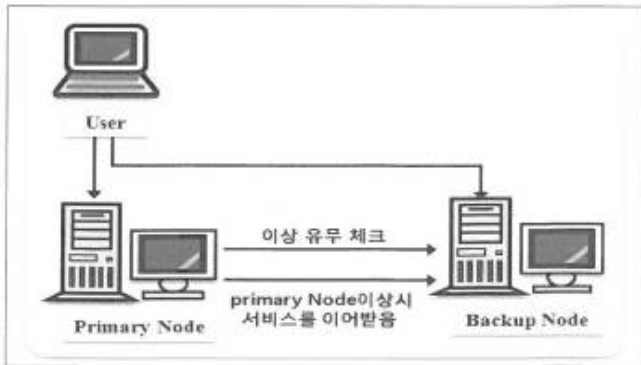 User
이상 유무 체크
primary Node이상시
서비스를 이어받음
Primary Node
Backup Node